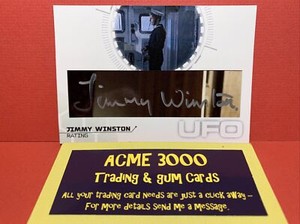 Jimmy Winston
JIMMY WINSTON
RATING
UFO
ACME 3000
TRADING & GUM CARDS
ALL YOUR TRADING CARD NEEDS ARE JUST A CLICK AWAY –
FOR MORE DETAILS SEND ME A MESSAGE.